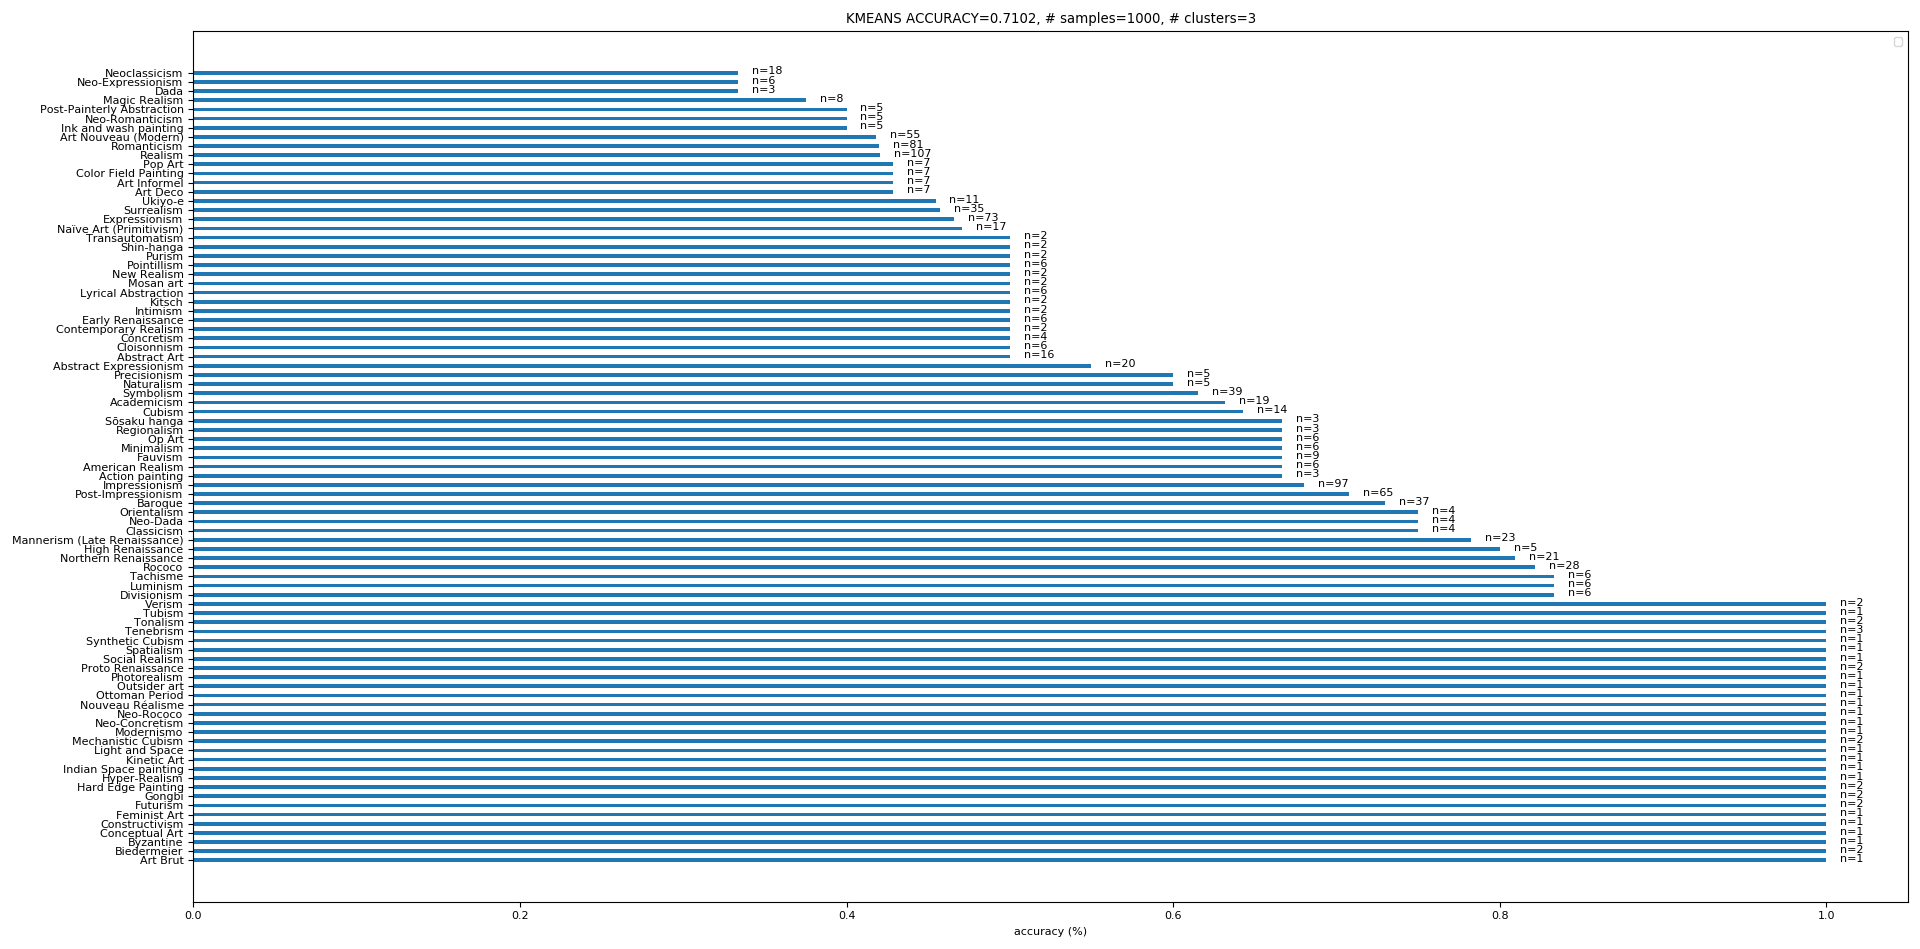 KMEANS ACCURACY=0.7102, # samples=1000, # clusters=3
Neoclassicism n=18
Neo-Expressionism n=6
Dada n=3
Magic Realism n=8
Post-Painterly Abstraction n=5
Neo-Romanticism n=5
Ink and wash painting n=5
Art Nouveau (Modern) n=55
Romanticism n=81
Realism n=107
Pop Art n=7
Color Field Painting n=7
Art Informel n=7
Art Deco n=7
Ukiyo-e n=11
Surrealism n=35
Expressionism n=73
Naïve Art (Primitivism) n=17
Transautomatism n=2
Shin-hanga n=2
Purism n=2
Pointillism n=6
New Realism n=2
Mosan art n=2
Lyrical Abstraction n=6
Kitsch n=2
Intimism n=2
Early Renaissance n=6
Contemporary Realism n=2
Concretism n=4
Cloisonnism n=6
Abstract Art n=16
Abstract Expressionism n=20
Precisionism n=5
Naturalism n=5
Symbolism n=39
Academicism n=19
Cubism n=14
Sōsaku hanga n=3
Regionalism n=3
Op Art n=6
Minimalism n=6
Fauvism n=9
American Realism n=6
Action painting n=3
Impressionism n=97
Post-Impressionism n=65
Baroque n=37
Orientalism n=4
Neo-Dada n=4
Classicism n=4
Mannerism (Late Renaissance) n=23
High Renaissance n=5
Northern Renaissance n=21
Rococo n=28
Tachisme n=6
Luminism n=6
Divisionism n=6
Verism n=2
Tubism n=1
Tonalism n=2
Tenebrism n=3
Synthetic Cubism n=1
Spatialism n=1
Social Realism n=1
Proto Renaissance n=2
Photorealism n=1
Outsider art n=1
Ottoman Period n=1
Nouveau Réalisme n=1
Neo-Rococo n=1
Neo-Concretism n=1
Modernismo n=1
Mechanistic Cubism n=2
Light and Space n=1
Kinetic Art n=1
Indian Space painting n=1
Hyper-Realism n=1
Hard Edge Painting n=2
Gongbi n=2
Futurism n=2
Feminist Art n=1
Constructivism n=1
Conceptual Art n=1
Byzantine n=1
Biedermeier n=2
Art Brut n=1
0.0 0.2 0.4 0.6 0.8 1.0
accuracy (%)